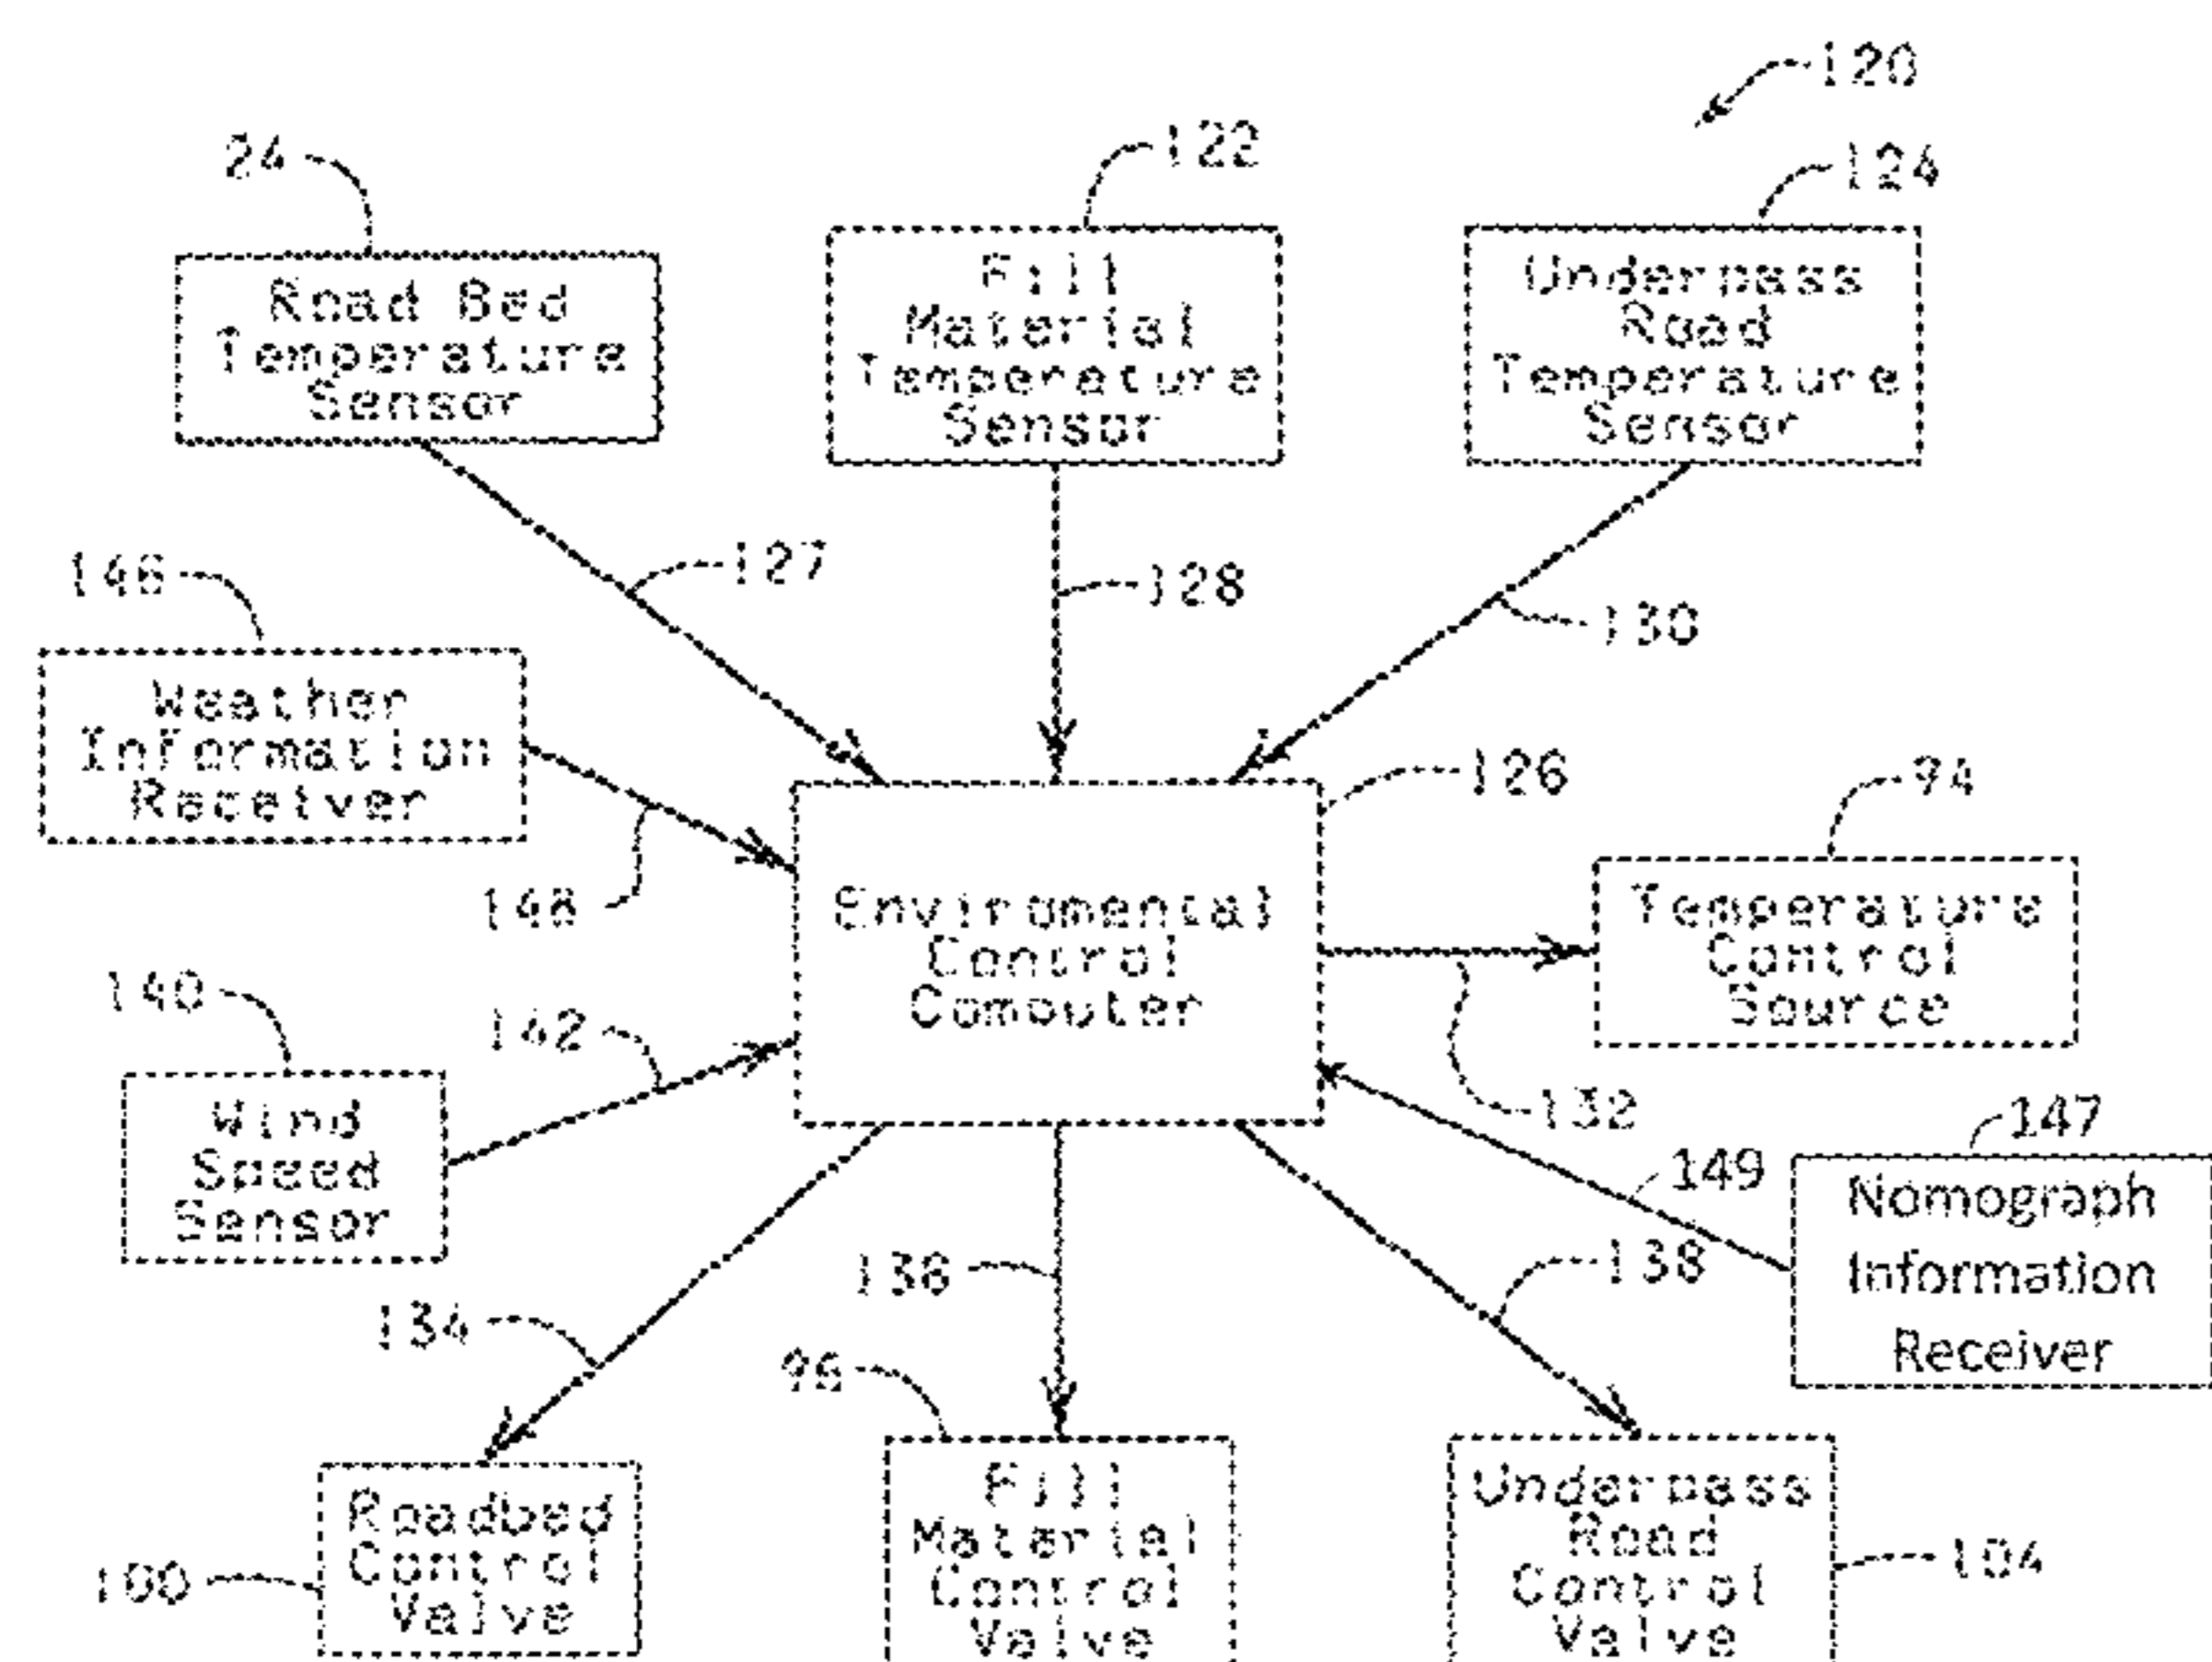 120
24
122
124
Road Bed
Temperature
Sensor
Fill
Material
Temperature
Sensor
Underpass
Road
Temperature
Sensor
127
128
130
146
Weather
Information
Receiver
148
126
94
Enviromental
Control
Computer
Temperature
Control
Source
132
140
142
Wind
Speed
Sensor
147
149
Nomograph
Information
Receiver
134
136
138
100
Roadbed
Control
Valve
Fill
Material
Control
Valve
Underpass
Road
Control
Valve
104